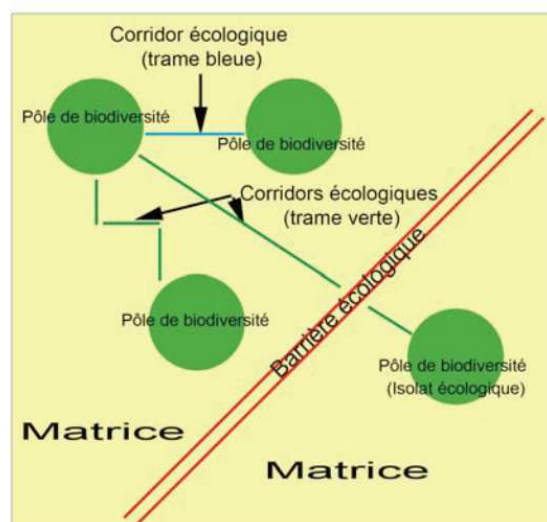 Corridor écologique
(trame bleue)
Pôle de biodiversité
Pôle de biodiversité
Corridors écologiques
(trame verte)
Barrière écologique
Pôle de biodiversité
Pôle de biodiversité
(Isolat écologique)
Matrice
Matrice